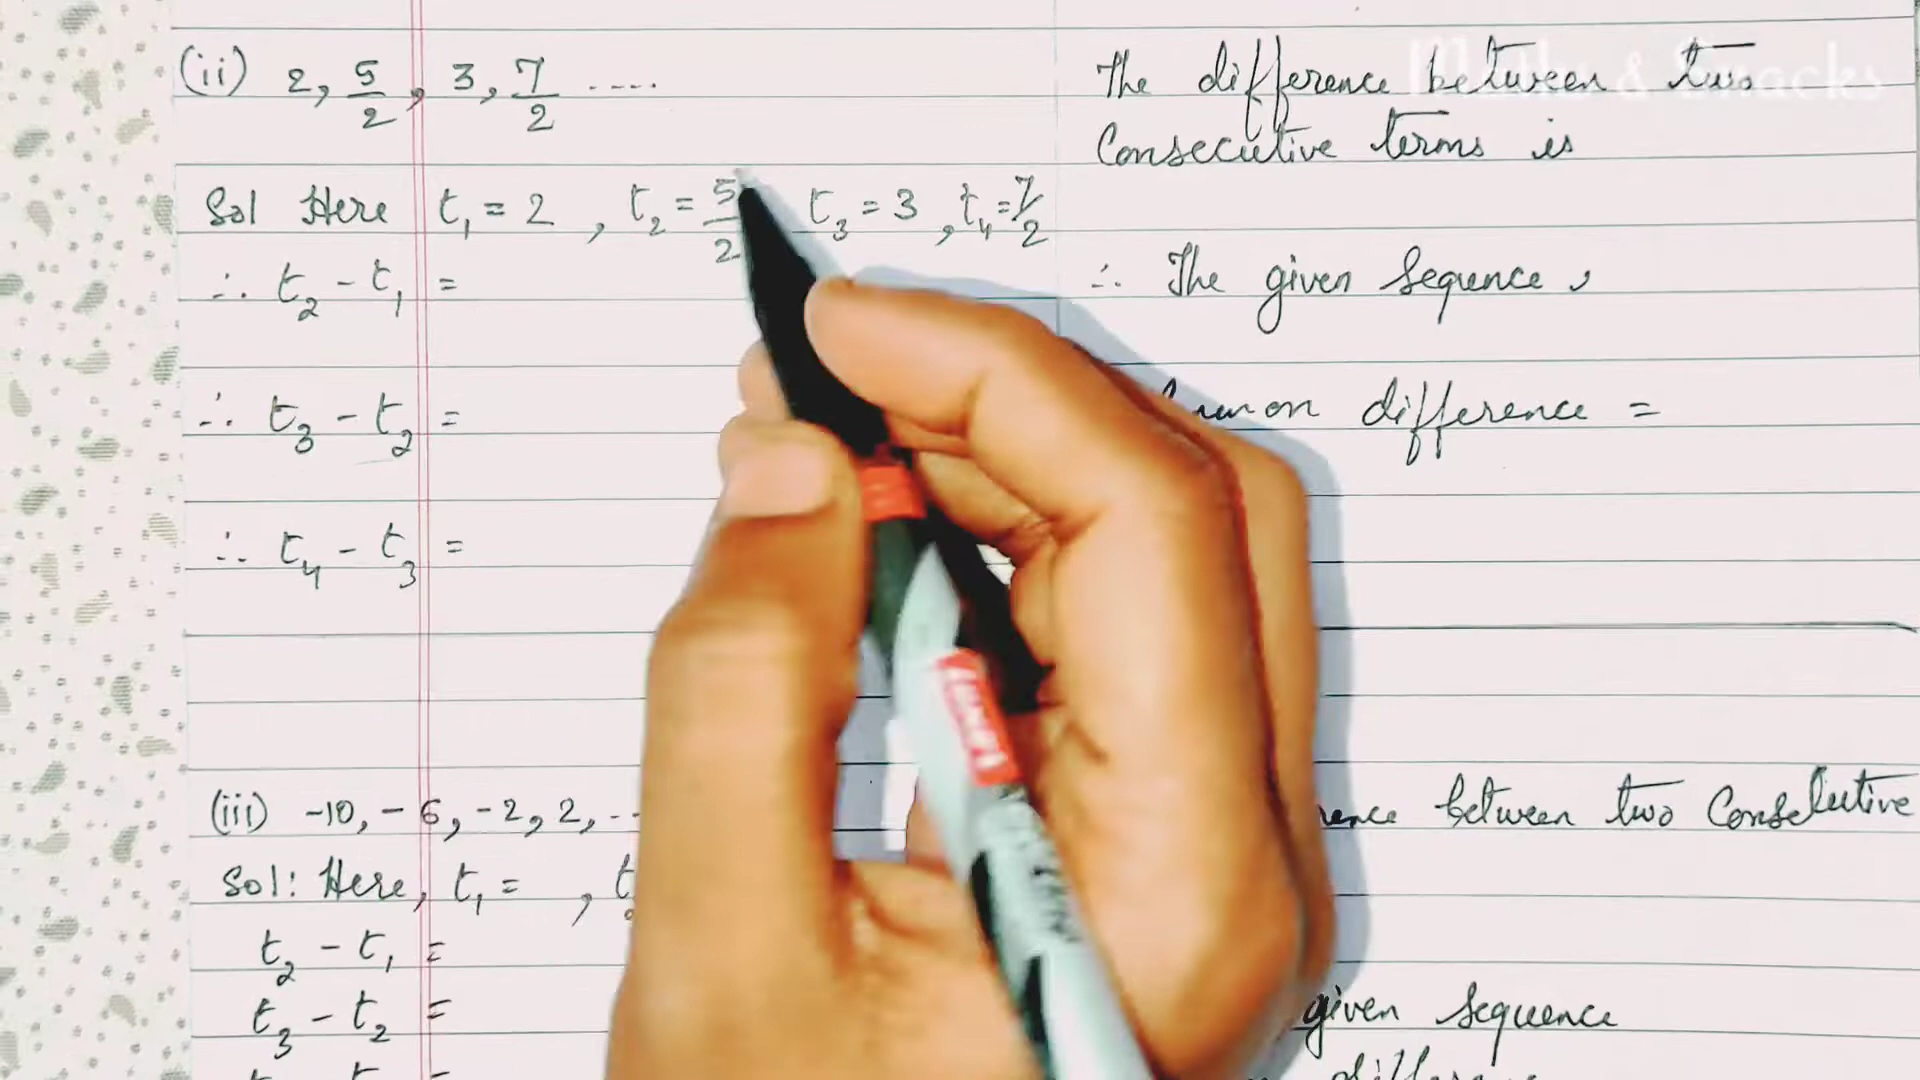 (ii) 2, 5/2, 3, 7/2 ....
Sol Here t₁ = 2 , t₂ = 5/2 t₃ = 3 , t₄ = 7/2
∴ t₂ - t₁ =
∴ t₃ - t₂ =
∴ t₄ - t₃ =
(iii) -10, -6, -2, 2, --
Sol: Here, t₁ = , t
t₂ - t₁ =
t₃ - t₂ =
The difference between two
Consecutive terms is
∴ The given Sequence,
difference =
between two Consecutive
given sequence